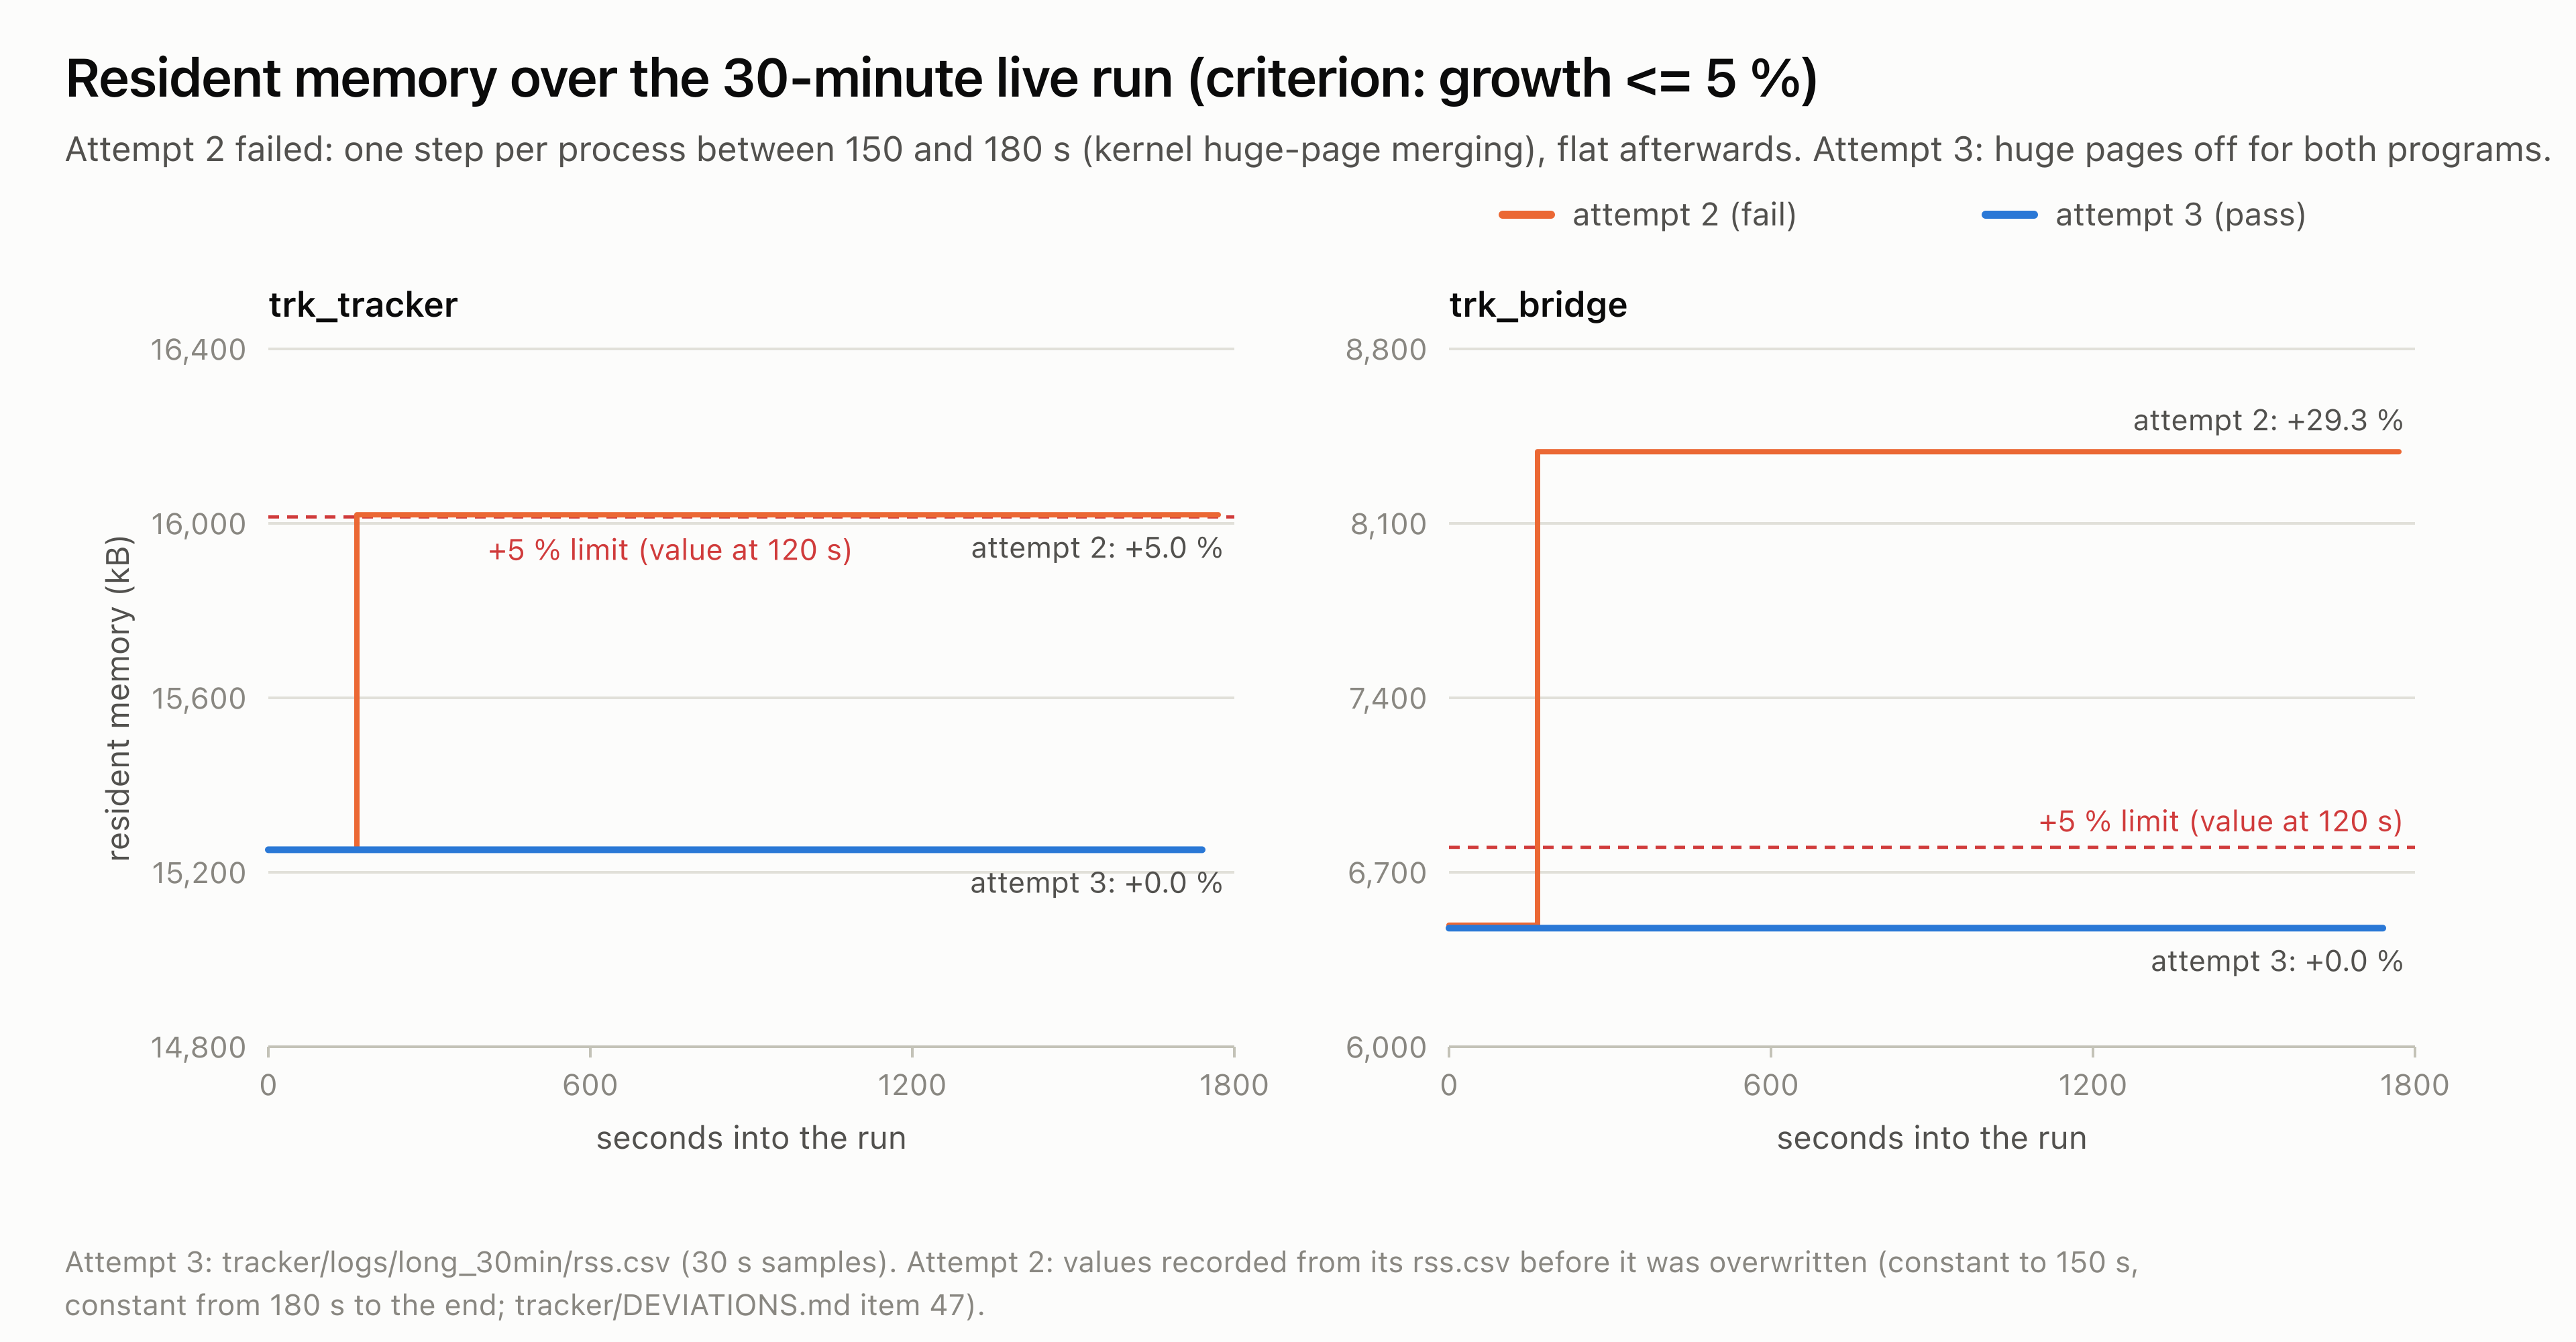 Resident memory over the 30-minute live run (criterion: growth <= 5 %)
Attempt 2 failed: one step per process between 150 and 180 s (kernel huge-page merging), flat afterwards. Attempt 3: huge pages off for both programs.
attempt 2 (fail)
attempt 3 (pass)
trk_tracker
16,400
16,000
15,600
15,200
14,800
resident memory (kB)
+5 % limit (value at 120 s)
attempt 2: +5.0 %
attempt 3: +0.0 %
0
600
1200
1800
seconds into the run
trk_bridge
8,800
8,100
7,400
6,700
6,000
attempt 2: +29.3 %
+5 % limit (value at 120 s)
attempt 3: +0.0 %
0
600
1200
1800
seconds into the run
Attempt 3: tracker/logs/long_30min/rss.csv (30 s samples). Attempt 2: values recorded from its rss.csv before it was overwritten (constant to 150 s,
constant from 180 s to the end; tracker/DEVIATIONS.md item 47).